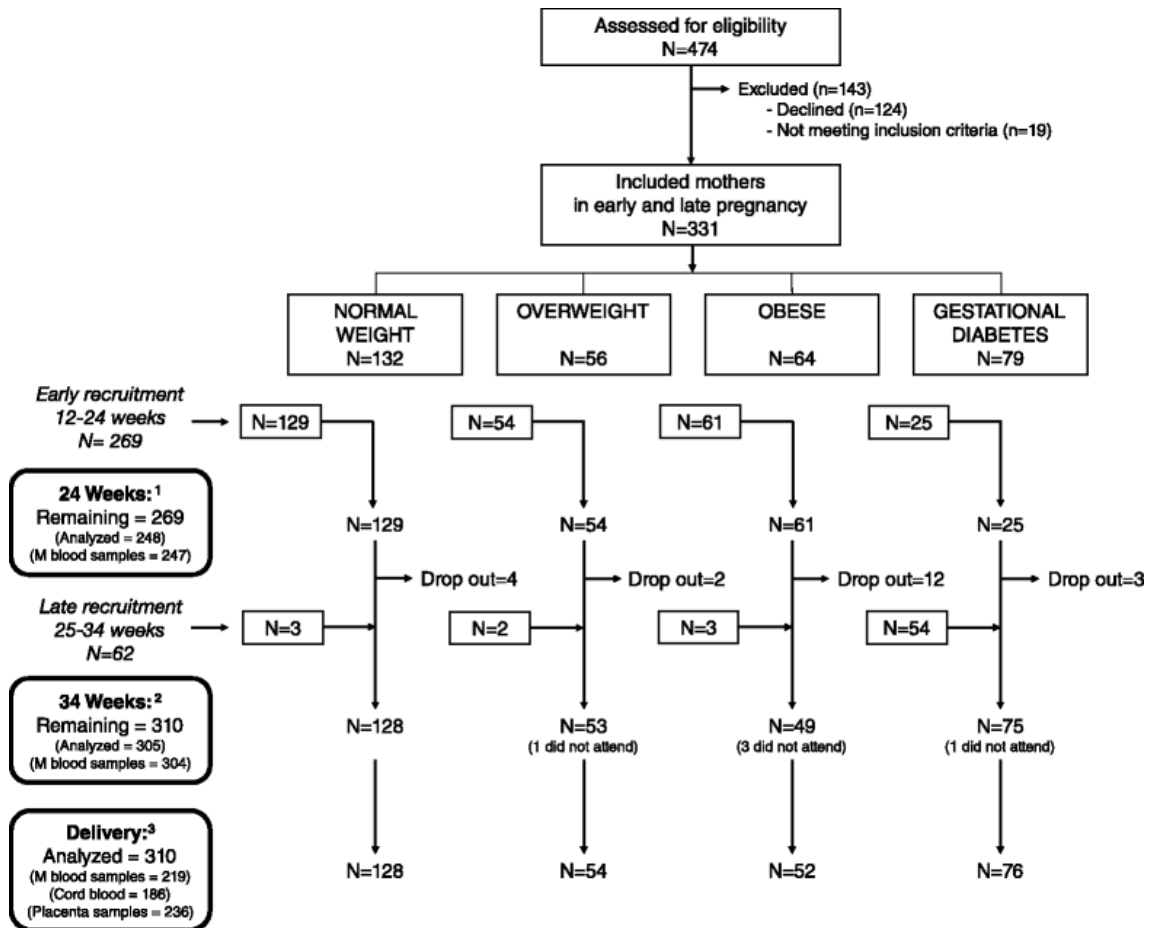 Assessed for eligibility
N=474
Excluded (n=143)
- Declined (n=124)
- Not meeting inclusion criteria (n=19)
Included mothers
in early and late pregnancy
N=331
NORMAL
WEIGHT
N=132
OVERWEIGHT
N=56
OBESE
N=64
GESTATIONAL
DIABETES
N=79
Early recruitment
12-24 weeks
N= 269
N=129
N=54
N=61
N=25
24 Weeks: 1
Remaining = 269
(Analyzed = 248)
(M blood samples = 247)
N=129
N=54
N=61
N=25
Drop out=4
Drop out=2
Drop out=12
Drop out=3
Late recruitment
25-34 weeks
N=62
N=3
N=2
N=3
N=54
34 Weeks: 2
Remaining = 310
(Analyzed = 305)
(M blood samples = 304)
N=128
N=53
(1 did not attend)
N=49
(3 did not attend)
N=75
(1 did not attend)
Delivery:3
Analyzed = 310
(M blood samples = 219)
(Cord blood = 186)
(Placenta samples = 236)
N=128
N=54
N=52
N=76